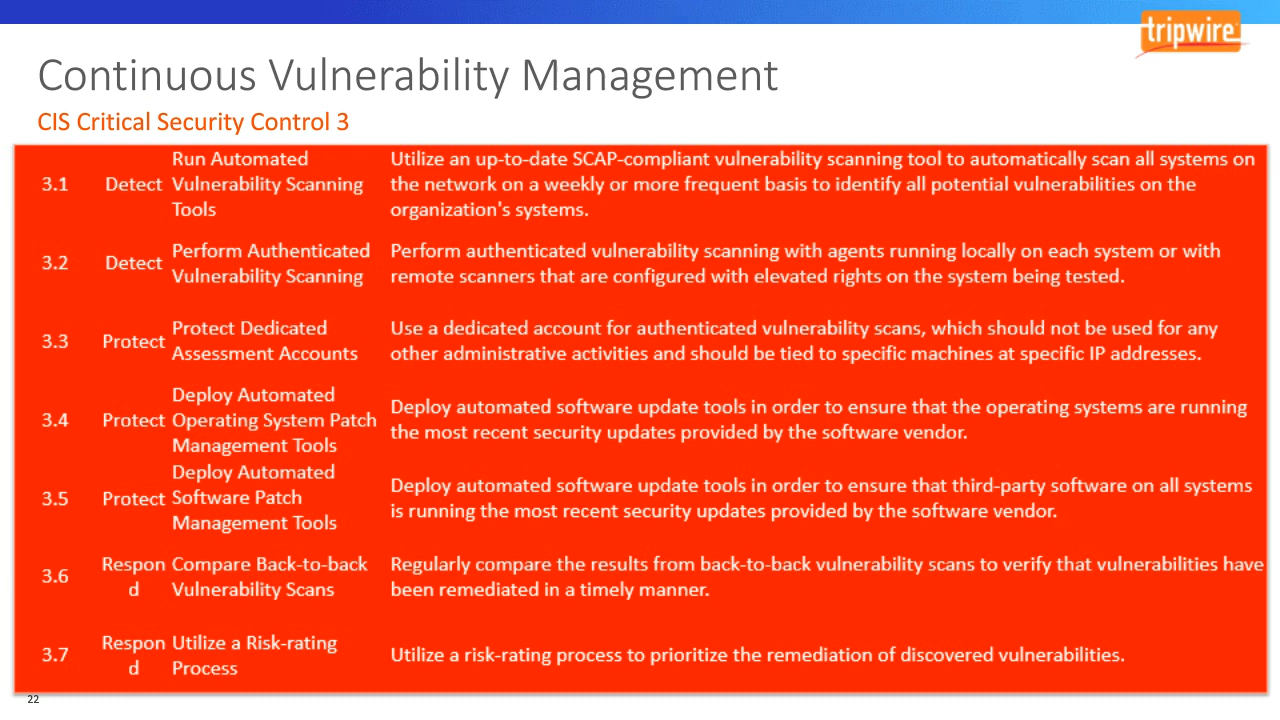 tripwire
Continuous Vulnerability Management
CIS Critical Security Control 3
3.1 Detect Run Automated Vulnerability Scanning Tools Utilize an up-to-date SCAP-compliant vulnerability scanning tool to automatically scan all systems on
the network on a weekly or more frequent basis to identify all potential vulnerabilities on the
organization's systems.
3.2 Detect Perform Authenticated Vulnerability Scanning Perform authenticated vulnerability scanning with agents running locally on each system or with
remote scanners that are configured with elevated rights on the system being tested.
3.3 Protect Protect Dedicated Assessment Accounts Use a dedicated account for authenticated vulnerability scans, which should not be used for any
other administrative activities and should be tied to specific machines at specific IP addresses.
3.4 Protect Deploy Automated Operating System Patch Management Tools Deploy automated software update tools in order to ensure that the operating systems are running
the most recent security updates provided by the software vendor.
3.5 Protect Deploy Automated Software Patch Management Tools Deploy automated software update tools in order to ensure that third-party software on all systems
is running the most recent security updates provided by the software vendor.
3.6 Respon d Compare Back-to-back Vulnerability Scans Regularly compare the results from back-to-back vulnerability scans to verify that vulnerabilities have
been remediated in a timely manner.
3.7 Respon d Utilize a Risk-rating Process Utilize a risk-rating process to prioritize the remediation of discovered vulnerabilities.
22